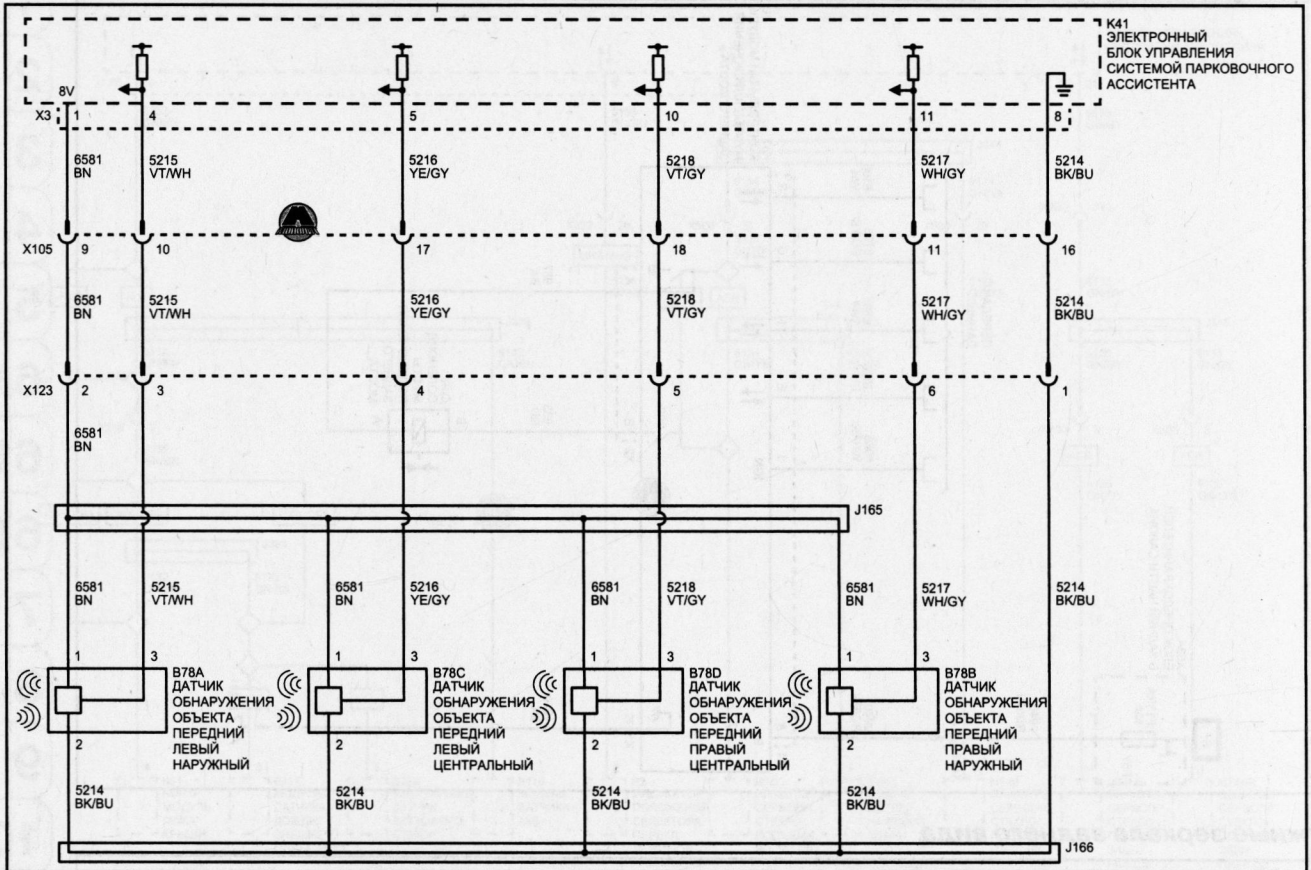 K41
ЭЛЕКТРОННЫЙ
БЛОК УПРАВЛЕНИЯ
СИСТЕМОЙ ПАРКОВОЧНОГО
АССИСТЕНТА
8V
X3 1 4 5 10 11 8
6581 5215 5216 5218 5217 5214
BN VT/WH YE/GY VT/GY WH/GY BK/BU
X105 9 10 17 18 11 16
6581 5215 5216 5218 5217 5214
BN VT/WH YE/GY VT/GY WH/GY BK/BU
X123 2 3 4 5 6 1
6581
BN
J165
6581 5215 6581 5216 6581 5218 6581 5217 5214
BN VT/WH BN YE/GY BN VT/GY BN WH/GY BK/BU
1 3 1 3 1 3 1 3
B78A
ДАТЧИК
ОБНАРУЖЕНИЯ
ОБЪЕКТА
ПЕРЕДНИЙ
ЛЕВЫЙ
НАРУЖНЫЙ
B78C
ДАТЧИК
ОБНАРУЖЕНИЯ
ОБЪЕКТА
ПЕРЕДНИЙ
ЛЕВЫЙ
ЦЕНТРАЛЬНЫЙ
B78D
ДАТЧИК
ОБНАРУЖЕНИЯ
ОБЪЕКТА
ПЕРЕДНИЙ
ПРАВЫЙ
ЦЕНТРАЛЬНЫЙ
B78B
ДАТЧИК
ОБНАРУЖЕНИЯ
ОБЪЕКТА
ПЕРЕДНИЙ
ПРАВЫЙ
НАРУЖНЫЙ
2 2 2 2
5214 5214 5214 5214
BK/BU BK/BU BK/BU BK/BU
J166